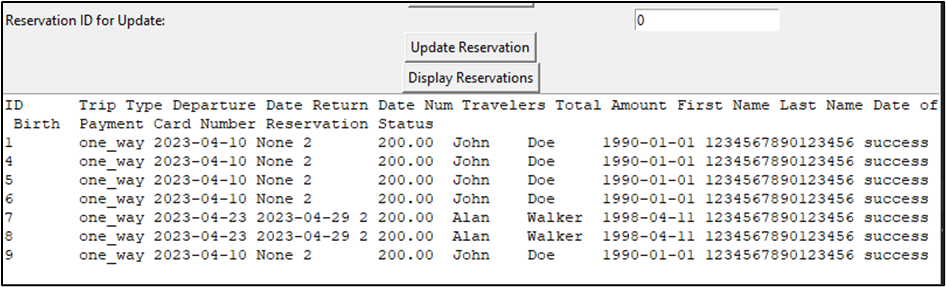 Reservation ID for Update: 0
Update Reservation
Display Reservations
ID Trip Type Departure Date Return Date Num Travelers Total Amount First Name Last Name Date of
Birth Payment Card Number Reservation Status
1 one_way 2023-04-10 None 2 200.00 John Doe 1990-01-01 1234567890123456 success
4 one_way 2023-04-10 None 2 200.00 John Doe 1990-01-01 1234567890123456 success
5 one_way 2023-04-10 None 2 200.00 John Doe 1990-01-01 1234567890123456 success
6 one_way 2023-04-10 None 2 200.00 John Doe 1990-01-01 1234567890123456 success
7 one_way 2023-04-23 2023-04-29 2 200.00 Alan Walker 1998-04-11 1234567890123456 success
8 one_way 2023-04-23 2023-04-29 2 200.00 Alan Walker 1998-04-11 1234567890123456 success
9 one_way 2023-04-10 None 2 200.00 John Doe 1990-01-01 1234567890123456 success